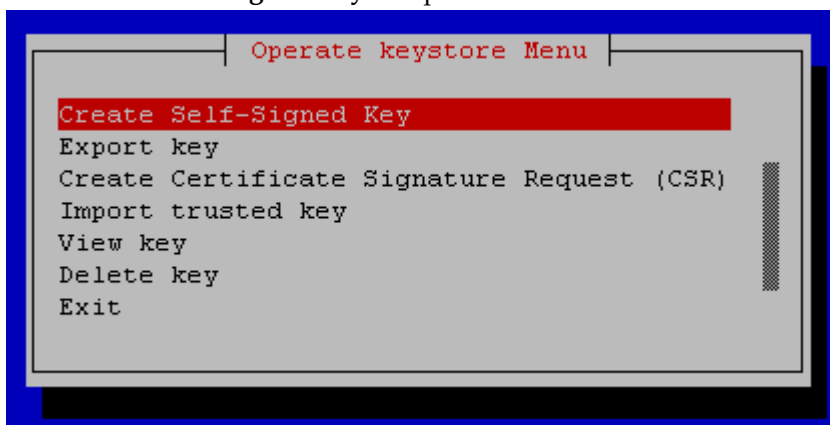 Operate keystore Menu
Create Self-Signed Key
Export key
Create Certificate Signature Request (CSR)
Import trusted key
View key
Delete key
Exit